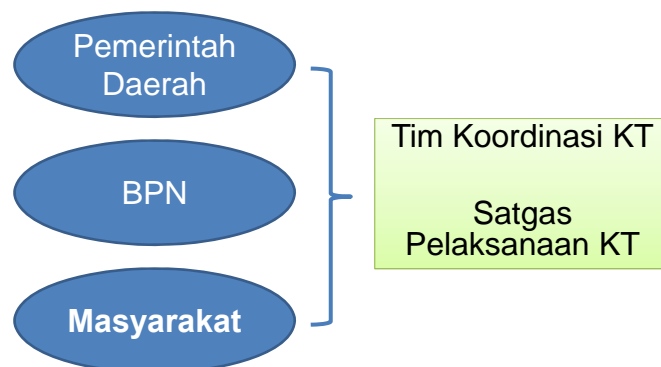 Pemerintah
Daerah
BPN
Masyarakat
Tim Koordinasi KT
Satgas
Pelaksanaan KT